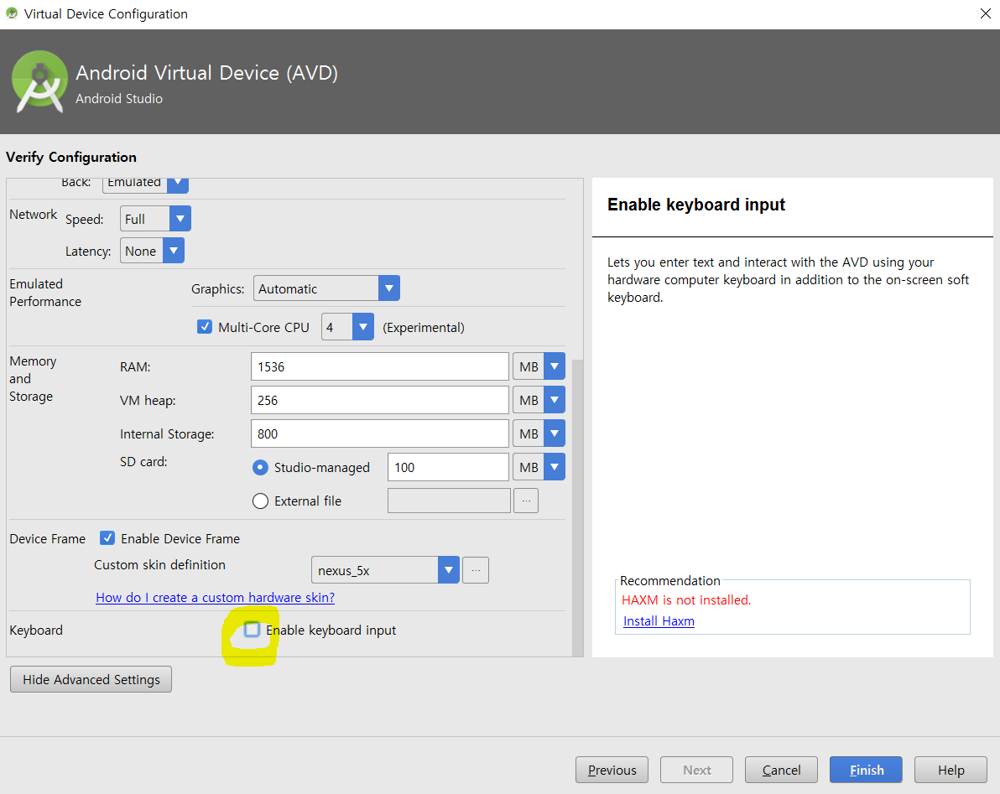 Virtual Device Configuration
Android Virtual Device (AVD)
Android Studio
Verify Configuration
Back: Emulated
Network Speed: Full
Latency: None
Emulated
Performance
Graphics: Automatic
Multi-Core CPU 4 (Experimental)
Memory
and
Storage
RAM: 1536 MB
VM heap: 256 MB
Internal Storage: 800 MB
SD card:
Studio-managed 100 MB
External file ...
Device Frame Enable Device Frame
Custom skin definition nexus_5x ...
How do I create a custom hardware skin?
Keyboard Enable keyboard input
Hide Advanced Settings
Enable keyboard input
Lets you enter text and interact with the AVD using your
hardware computer keyboard in addition to the on-screen soft
keyboard.
Recommendation
HAXM is not installed.
Install Haxm
Previous Next Cancel Finish Help